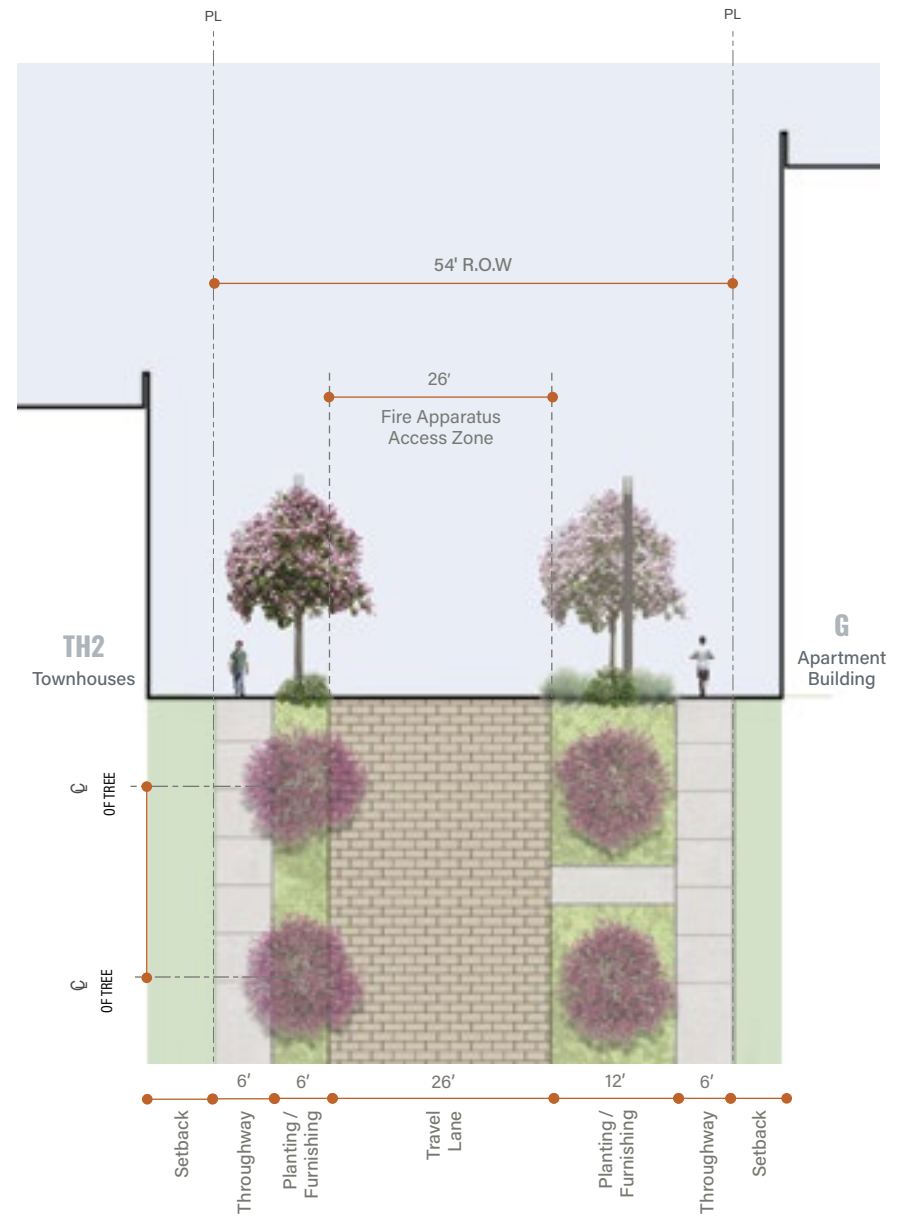 PL
PL
54' R.O.W
26'
Fire Apparatus
Access Zone
TH2
Townhouses
G
Apartment
Building
OF TREE
OF TREE
6'
6'
26'
12'
6'
Setback
Throughway
Planting /
Furnishing
Travel
Lane
Planting /
Furnishing
Throughway
Setback